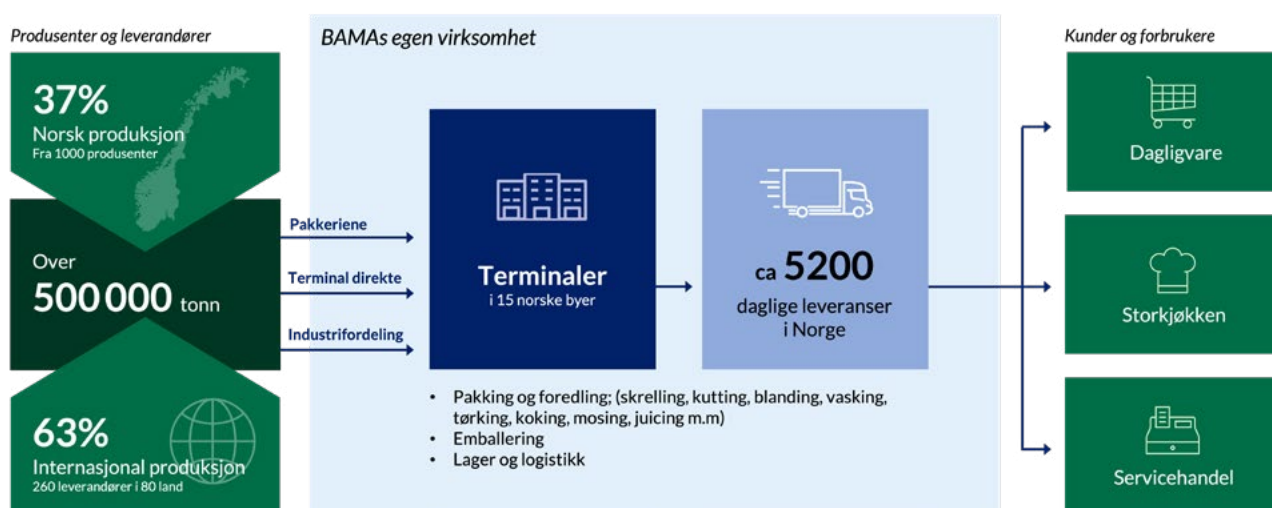 Produsenter og leverandører
37%
Norsk produksjon
Fra 1000 produsenter
Over
500 000 tonn
63%
Internasjonal produksjon
260 leverandører i 80 land
BAMAs egen virksomhet
Pakkeriene
Terminal direkte
Industrifordeling
Terminaler
i 15 norske byer
ca 5200
daglige leveranser
i Norge
• Pakking og foredling; (skrelling, kutting, blanding, vasking,
tørking, koking, mosing, juicing m.m)
• Emballering
• Lager og logistikk
Kunder og forbrukere
Dagligvare
Storkjøkken
Servicehandel